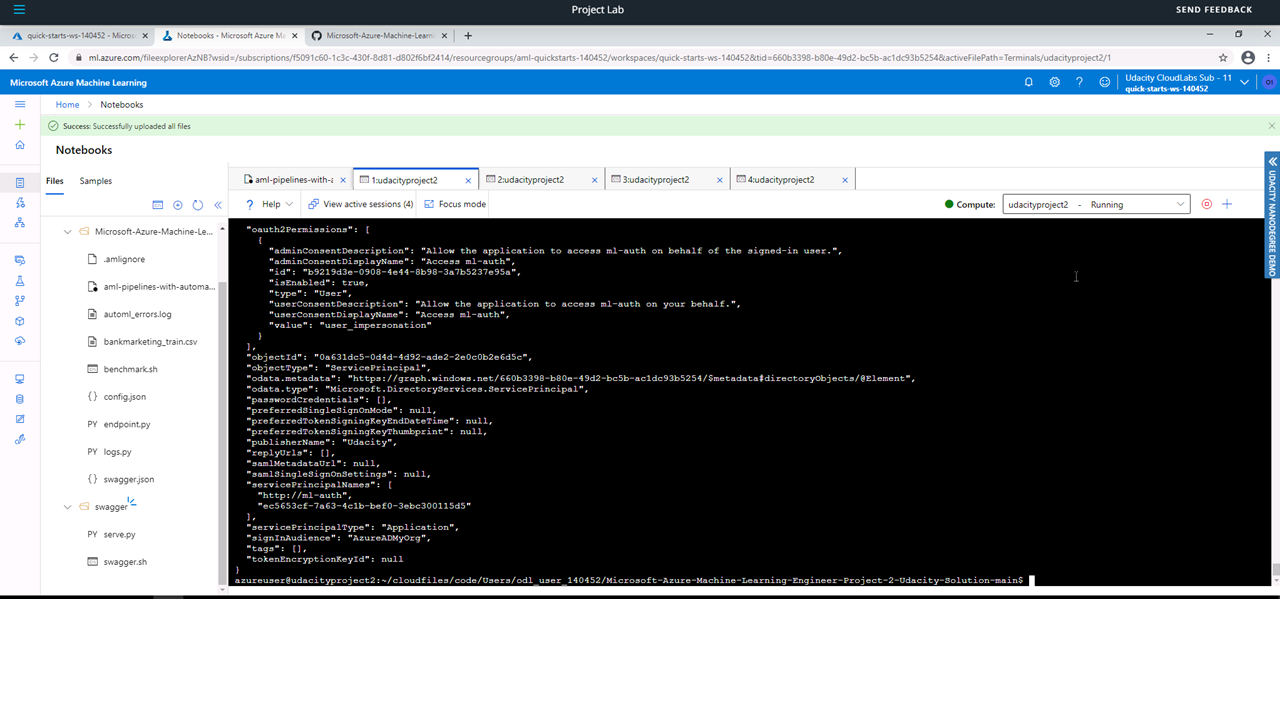 Project Lab
SEND FEEDBACK
quick-starts-ws-140452 - Micros
Notebooks - Microsoft Azure Ma
Microsoft-Azure-Machine-Learn
ml.azure.com/fileexplorerAzNB?wsid=/subscriptions/f5091c60-1c3c-430f-8d81-d802f6bf2414/resourcegroups/aml-quickstarts-140452/workspaces/quick-starts-ws-140452&tid=660b3398-b80e-49d2-bc5b-ac1dc93b5254&activeFilePath=Terminals/udacityproject2/1
Microsoft Azure Machine Learning
Udacity CloudLabs Sub - 11
quick-starts-ws-140452
Home > Notebooks
Success: Successfully uploaded all files
Notebooks
Files
Samples
aml-pipelines-with-a
1:udacityproject2
2:udacityproject2
3:udacityproject2
4:udacityproject2
? Help
View active sessions (4)
Focus mode
Compute:
udacityproject2 - Running
UDACITY NANODEGREE DEMO
Microsoft-Azure-Machine-Le...
.amlignore
aml-pipelines-with-automa...
automl_errors.log
bankmarketing_train.csv
benchmark.sh
{ } config.json
PY endpoint.py
PY logs.py
{ } swagger.json
swagger
PY serve.py
swagger.sh
"oauth2Permissions": [
{
"adminConsentDescription": "Allow the application to access ml-auth on behalf of the signed-in user.",
"adminConsentDisplayName": "Access ml-auth",
"id": "b9219d3e-0908-4e44-8b98-3a7b5237e95a",
"isEnabled": true,
"type": "User",
"userConsentDescription": "Allow the application to access ml-auth on your behalf.",
"userConsentDisplayName": "Access ml-auth",
"value": "user_impersonation"
}
],
"objectId": "0a631dc5-0d4d-4d92-ade2-2e0c0b2e6d5c",
"objectType": "ServicePrincipal",
"odata.metadata": "https://graph.windows.net/660b3398-b80e-49d2-bc5b-ac1dc93b5254/$metadata#directoryObjects/@Element",
"odata.type": "Microsoft.DirectoryServices.ServicePrincipal",
"passwordCredentials": [],
"preferredSingleSignOnMode": null,
"preferredTokenSigningKeyEndDateTime": null,
"preferredTokenSigningKeyThumbprint": null,
"publisherName": "Udacity",
"replyUrls": [],
"samlMetadataUrl": null,
"samlSingleSignOnSettings": null,
"servicePrincipalNames": [
"http://ml-auth",
"ec5653cf-7a63-4c1b-bef0-3ebc300115d5"
],
"servicePrincipalType": "Application",
"signInAudience": "AzureADMyOrg",
"tags": [],
"tokenEncryptionKeyId": null
}
azureuser@udacityproject2:~/cloudfiles/code/Users/odl_user_140452/Microsoft-Azure-Machine-Learning-Engineer-Project-2-Udacity-Solution-main$